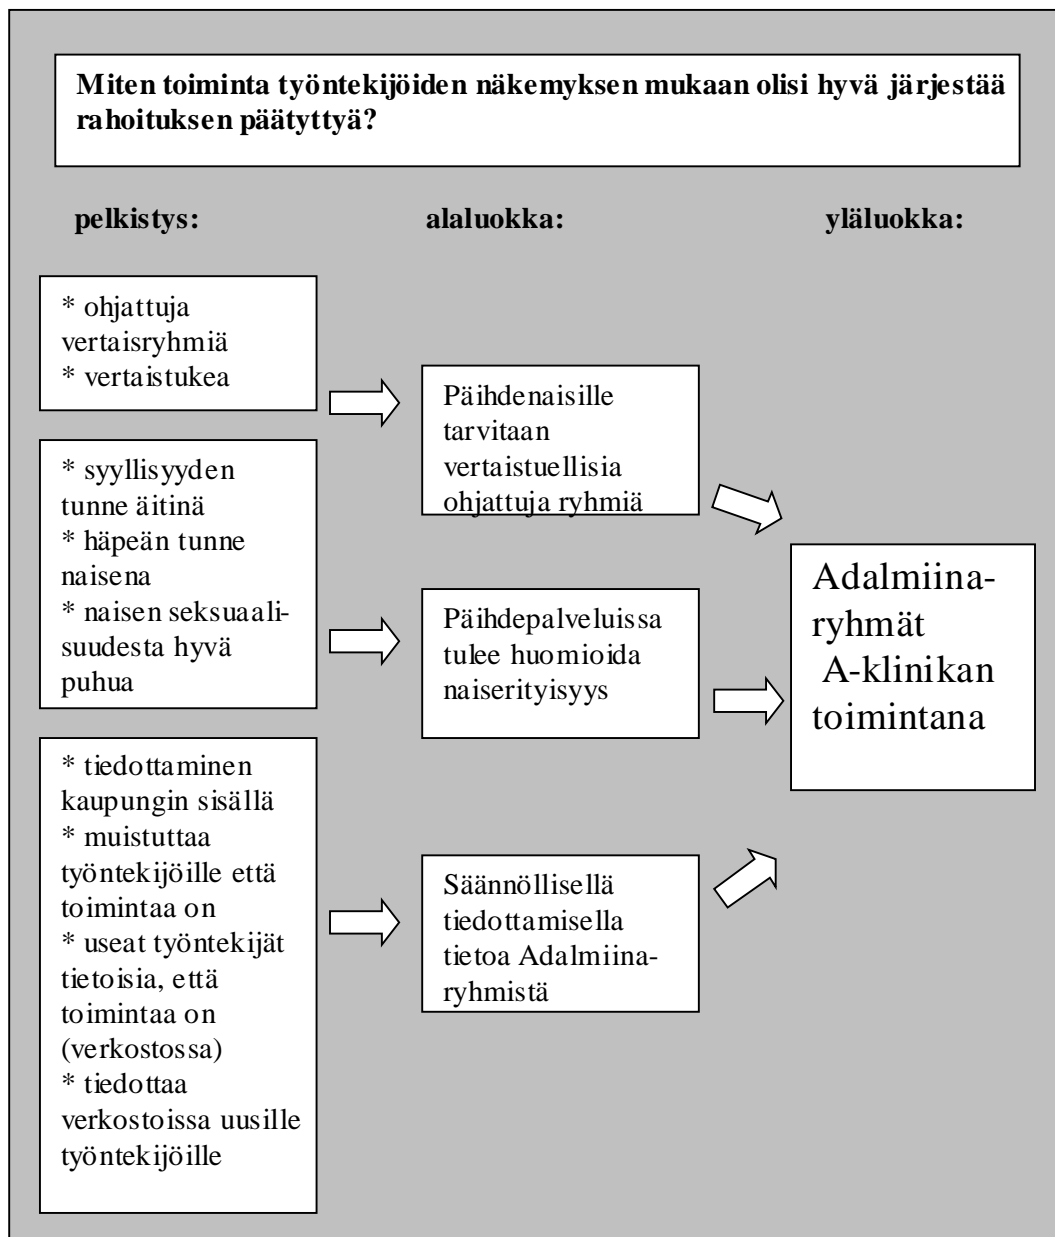 Miten toiminta työntekijöiden näkemyksen mukaan olisi hyvä järjestää
rahoituksen päätyttyä?
pelkistys:
alaluokka:
yläluokka:
* ohjattuja
vertaisryhmiä
* vertaistukea
* syyllisyyden
tunne äitinä
* häpeän tunne
naisena
* naisen seksuaali-
suudesta hyvä
puhua
* tiedottaminen
kaupungin sisällä
* muistuttaa
työntekijöille että
toimintaa on
* useat työntekijät
tietoisia, että
toimintaa on
(verkostossa)
* tiedottaa
verkostoissa uusille
työntekijöille
Päihdenaisille
tarvitaan
vertaistuellisia
ohjattuja ryhmiä
Päihdepalveluissa
tulee huomioida
naiserityisyys
Säännöllisellä
tiedottamisella
tietoa Adalmiina-
ryhmistä
Adalmiina-
ryhmät
A-klinikan
toimintana